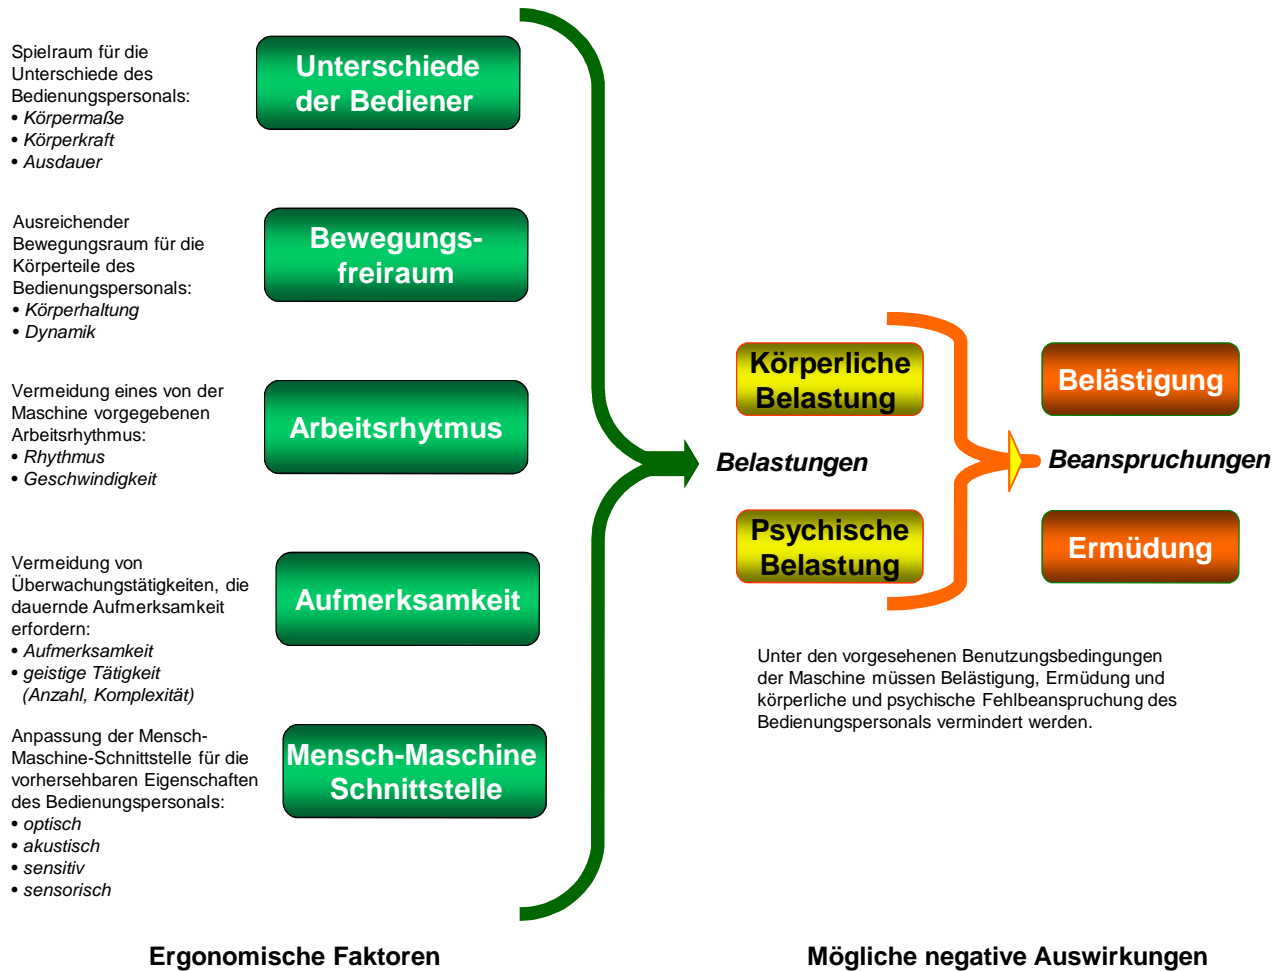 Spielraum für die
Unterschiede des
Bedienungspersonals:
• Körpermaße
• Körperkraft
• Ausdauer
Unterschiede
der Bediener
Ausreichender
Bewegungsraum für die
Körperteile des
Bedienungspersonals:
• Körperhaltung
• Dynamik
Bewegungs-
freiraum
Vermeidung eines von der
Maschine vorgegebenen
Arbeitsrhythmus:
• Rhythmus
• Geschwindigkeit
Arbeitsrhytmus
Vermeidung von
Überwachungstätigkeiten, die
dauernde Aufmerksamkeit
erfordern:
• Aufmerksamkeit
• geistige Tätigkeit
(Anzahl, Komplexität)
Aufmerksamkeit
Anpassung der Mensch-
Maschine-Schnittstelle für die
vorhersehbaren Eigenschaften
des Bedienungspersonals:
• optisch
• akustisch
• sensitiv
• sensorisch
Mensch-Maschine
Schnittstelle
Körperliche
Belastung
Belastungen
Psychische
Belastung
Belästigung
Beanspruchungen
Ermüdung
Unter den vorgesehenen Benutzungsbedingungen
der Maschine müssen Belästigung, Ermüdung und
körperliche und psychische Fehlbeanspruchung des
Bedienungspersonals vermindert werden.
Ergonomische Faktoren
Mögliche negative Auswirkungen